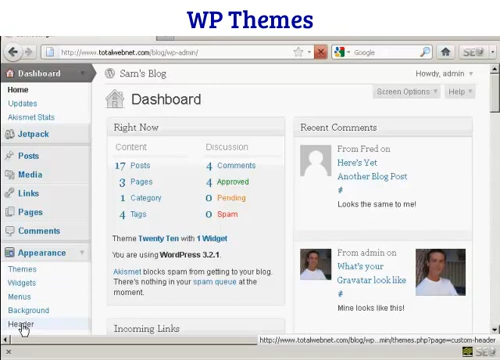 WP Themes
http://www.totalwebnet.com/blog/wp-admin/
Google
SEO
Dashboard
Sam's Blog
Howdy, admin
Home
Updates
Akismet Stats
Jetpack
Posts
Media
Links
Pages
Comments
Appearance
Themes
Widgets
Menus
Background
Header
Dashboard
Screen Options
Help
Right Now
Content
Discussion
17 Posts
4 Comments
3 Pages
4 Approved
1 Category
0 Pending
4 Tags
0 Spam
Theme Twenty Ten with 1 Widget
You are using WordPress 3.2.1.
Akismet blocks spam from getting to your blog.
There's nothing in your spam queue at the
moment.
Incoming Links
Recent Comments
From Fred on
Here's Yet
Another Blog Post
#
Looks the same to me!
From admin on
What's your
Gravatar look like
#
Mine looks like this!
http://www.totalwebnet.com/blog/wp...min/themes.php?page=custom-header
SEO